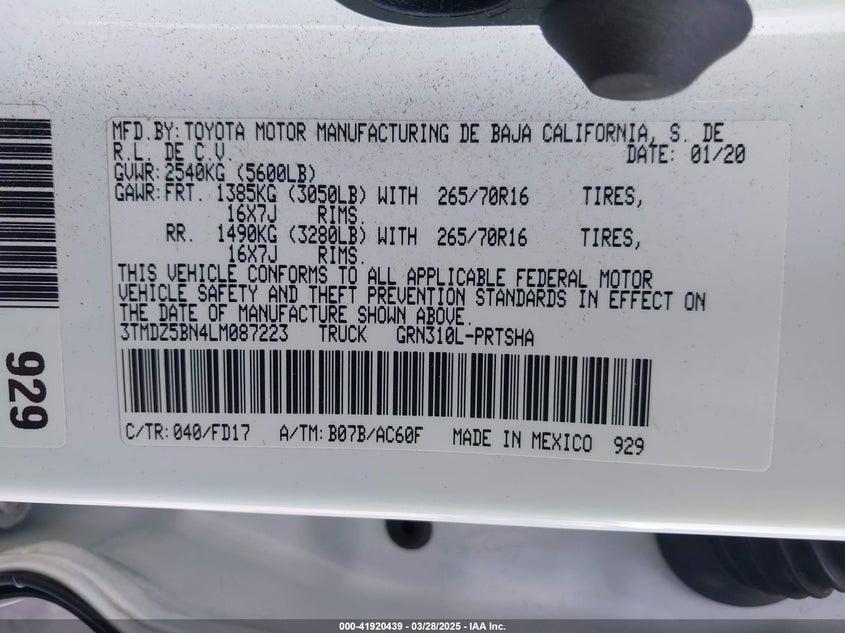 MFD.BY: TOYOTA MOTOR MANUFACTURING DE BAJA CALIFORNIA, S. DE
R.L. DE C.V. DATE: 01/20
GVWR: 2540KG (5600LB)
GAWR: FRT. 1385KG (3050LB) WITH 265/70R16 TIRES,
16X7J RIMS.
RR. 1490KG (3280LB) WITH 265/70R16 TIRES,
16X7J RIMS.
THIS VEHICLE CONFORMS TO ALL APPLICABLE FEDERAL MOTOR
VEHICLE SAFETY AND THEFT PREVENTION STANDARDS IN EFFECT ON
THE DATE OF MANUFACTURE SHOWN ABOVE.
3TMDZ5BN4LM087223 TRUCK GRN310L-PRTSHA
C/TR: 040/FD17 A/TM: B07B/AC60F MADE IN MEXICO 929
929
000-41920439 - 03/28/2025 - IAA Inc.